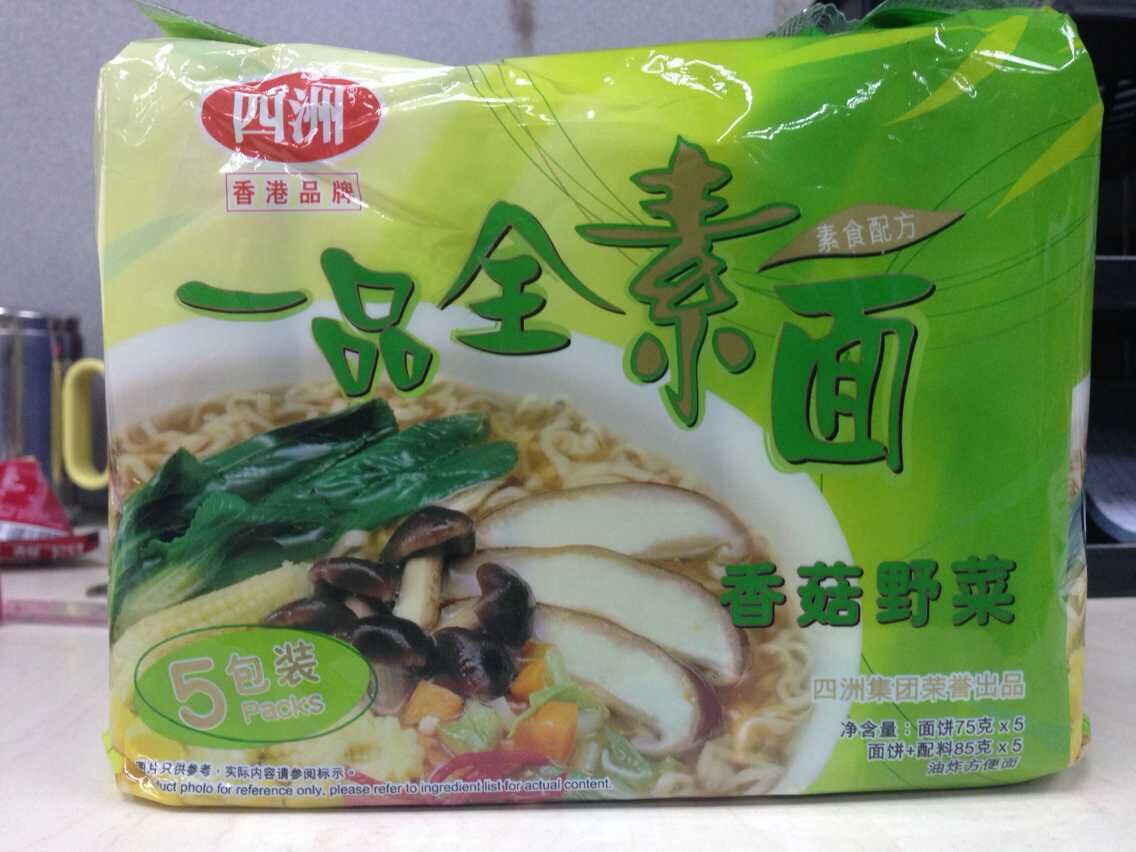 四洲
香港品牌
一品全素面
素食配方
香菇野菜
5包装
Packs
四洲集团荣誉出品
净含量:面饼75克 x 5
面饼+配料85克 x 5
油炸方便面
片只供参考,实际内容请参阅标示。
uct photo for reference only, please refer to ingredient list for actual content.